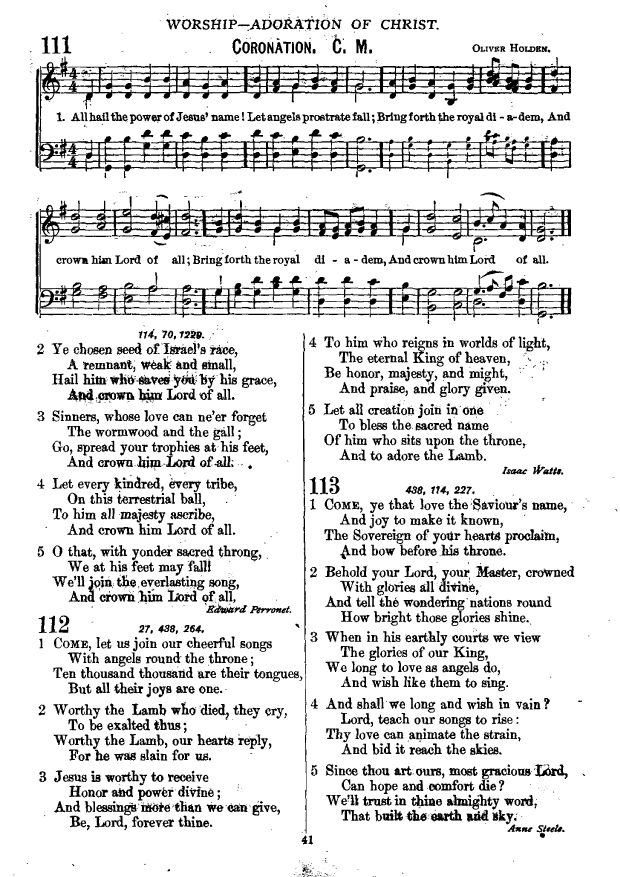 WORSHIP—ADORATION OF CHRIST.
111
CORONATION. C. M.
OLIVER HOLDEN.
1. All hail the power of Jesus' name! Let angels prostrate fall; Bring forth the royal di - a-dem, And
crown him Lord of all; Bring forth the royal di - a-dem, And crown him Lord of all.
114, 70, 1229.
2 Ye chosen seed of Israel's race,
A remnant, weak and small,
Hail him who saves you by his grace,
And crown him Lord of all.
3 Sinners, whose love can ne'er forget
The wormwood and the gall;
Go, spread your trophies at his feet,
And crown him Lord of all.
4 Let every kindred, every tribe,
On this terrestrial ball,
To him all majesty ascribe,
And crown him Lord of all.
5 O that, with yonder sacred throng,
We at his feet may fall!
We'll join the everlasting song,
And crown him Lord of all.
Edward Perronet.
112
27, 438, 264.
1 COME, let us join our cheerful songs
With angels round the throne;
Ten thousand thousand are their tongues,
But all their joys are one.
2 Worthy the Lamb who died, they cry,
To be exalted thus;
Worthy the Lamb, our hearts reply,
For he was slain for us.
3 Jesus is worthy to receive
Honor and power divine;
And blessings more than we can give,
Be, Lord, forever thine.
4 To him who reigns in worlds of light,
The eternal King of heaven,
Be honor, majesty, and might,
And praise, and glory given.
5 Let all creation join in one
To bless the sacred name
Of him who sits upon the throne,
And to adore the Lamb.
Isaac Watts.
113
438, 114, 227.
1 COME, ye that love the Saviour's name,
And joy to make it known,
The Sovereign of your hearts proclaim,
And bow before his throne.
2 Behold your Lord, your Master, crowned
With glories all divine,
And tell the wondering nations round
How bright those glories shine.
3 When in his earthly courts we view
The glories of our King,
We long to love as angels do,
And wish like them to sing.
4 And shall we long and wish in vain?
Lord, teach our songs to rise:
Thy love can animate the strain,
And bid it reach the skies.
5 Since thou art ours, most gracious Lord,
Can hope and comfort die?
We'll trust in thine almighty word,
That built the earth and sky.
Anne Steele.
41